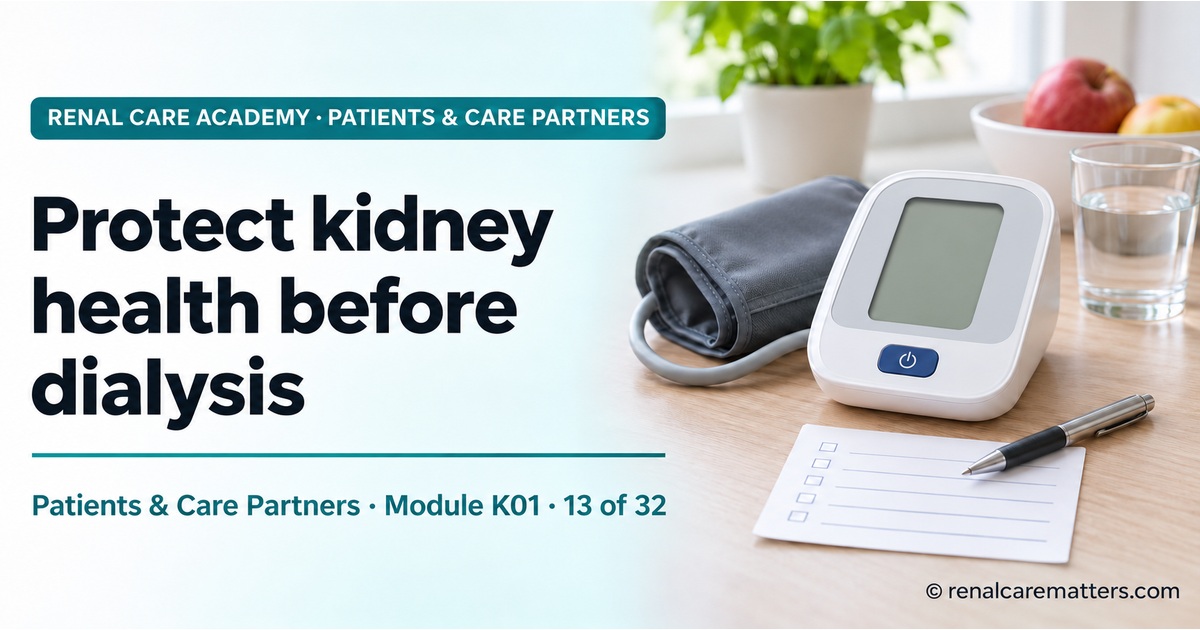 RENAL CARE ACADEMY · PATIENTS & CARE PARTNERS
Protect kidney
health before
dialysis
Patients & Care Partners · Module K01 · 13 of 32
© renalcarematters.com